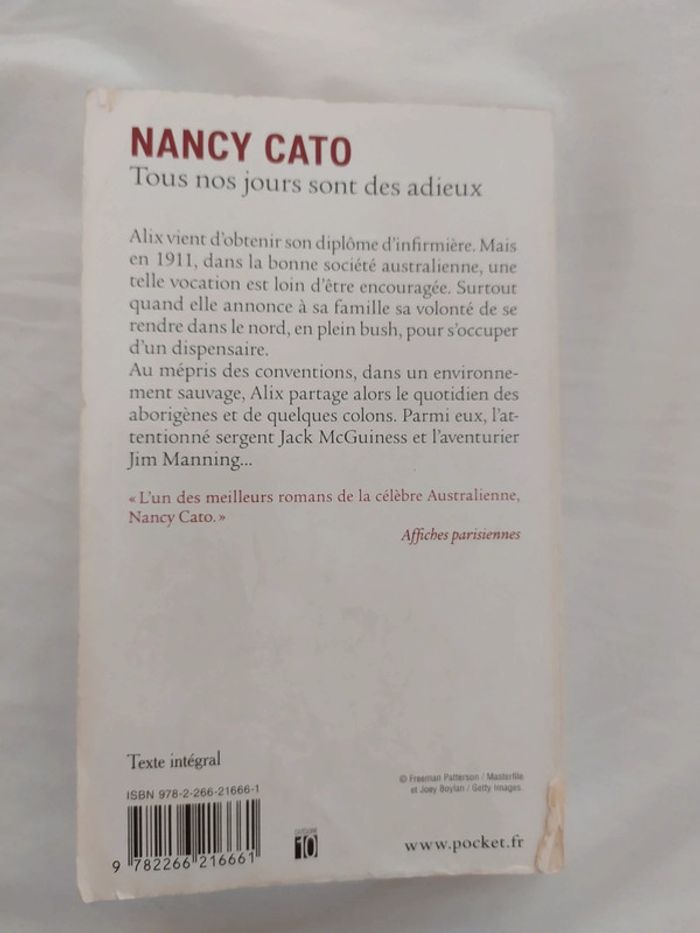 NANCY CATO
Tous nos jours sont des adieux
Alix vient d'obtenir son diplôme d'infirmière. Mais
en 1911, dans la bonne société australienne, une
telle vocation est loin d'être encouragée. Surtout
quand elle annonce à sa famille sa volonté de se
rendre dans le nord, en plein bush, pour s'occuper
d'un dispensaire.
Au mépris des conventions, dans un environne-
ment sauvage, Alix partage alors le quotidien des
aborigènes et de quelques colons. Parmi eux, l'at-
tentionné sergent Jack McGuiness et l'aventurier
Jim Manning...
« L'un des meilleurs romans de la célèbre Australienne,
Nancy Cato. »
Affiches parisiennes
Texte intégral
ISBN 978-2-266-21666-1
© Freeman Patterson / Masterfile
et Joey Boylan / Getty Images.
9 782266 216661
CATÉGORIE
10
www.pocket.fr